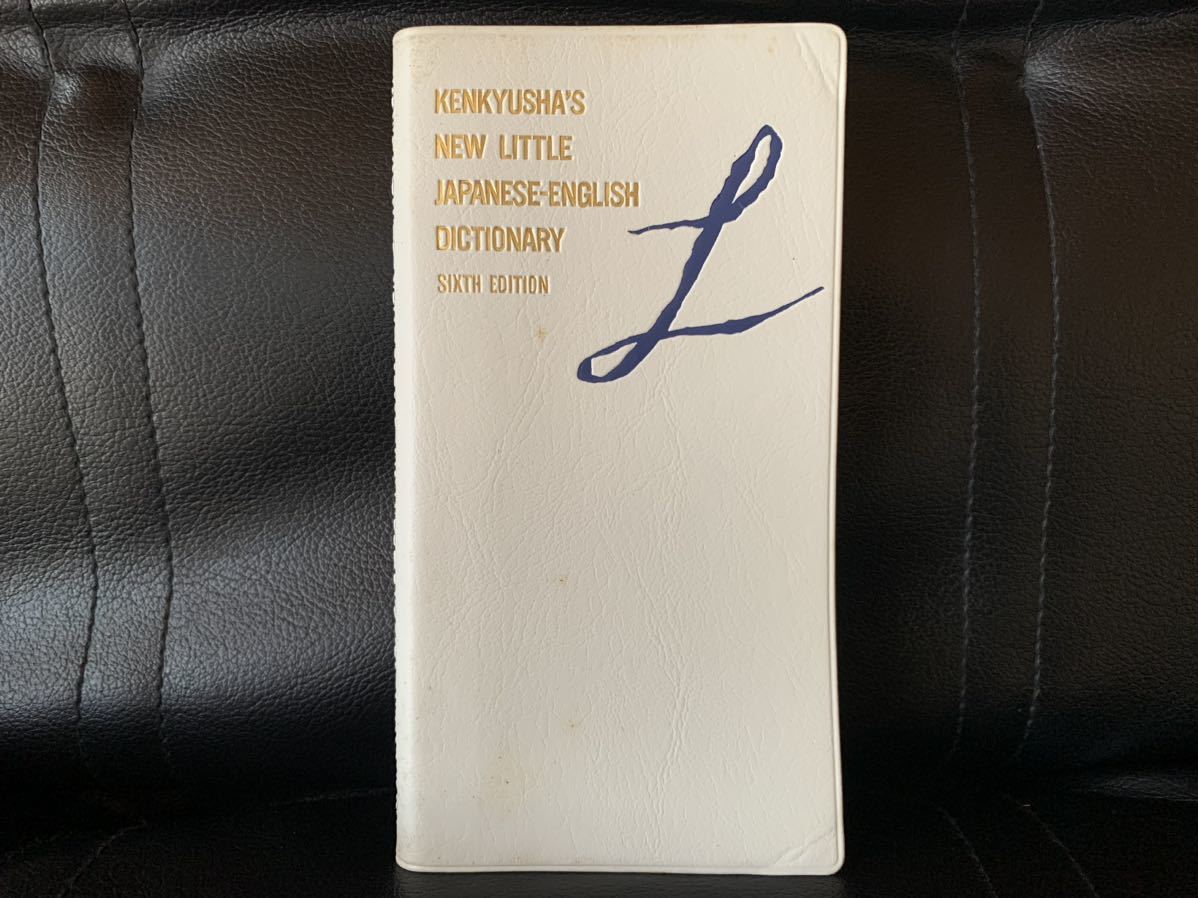 KENKYUSHA'S
NEW LITTLE
JAPANESE-ENGLISH
DICTIONARY
SIXTH EDITION
L